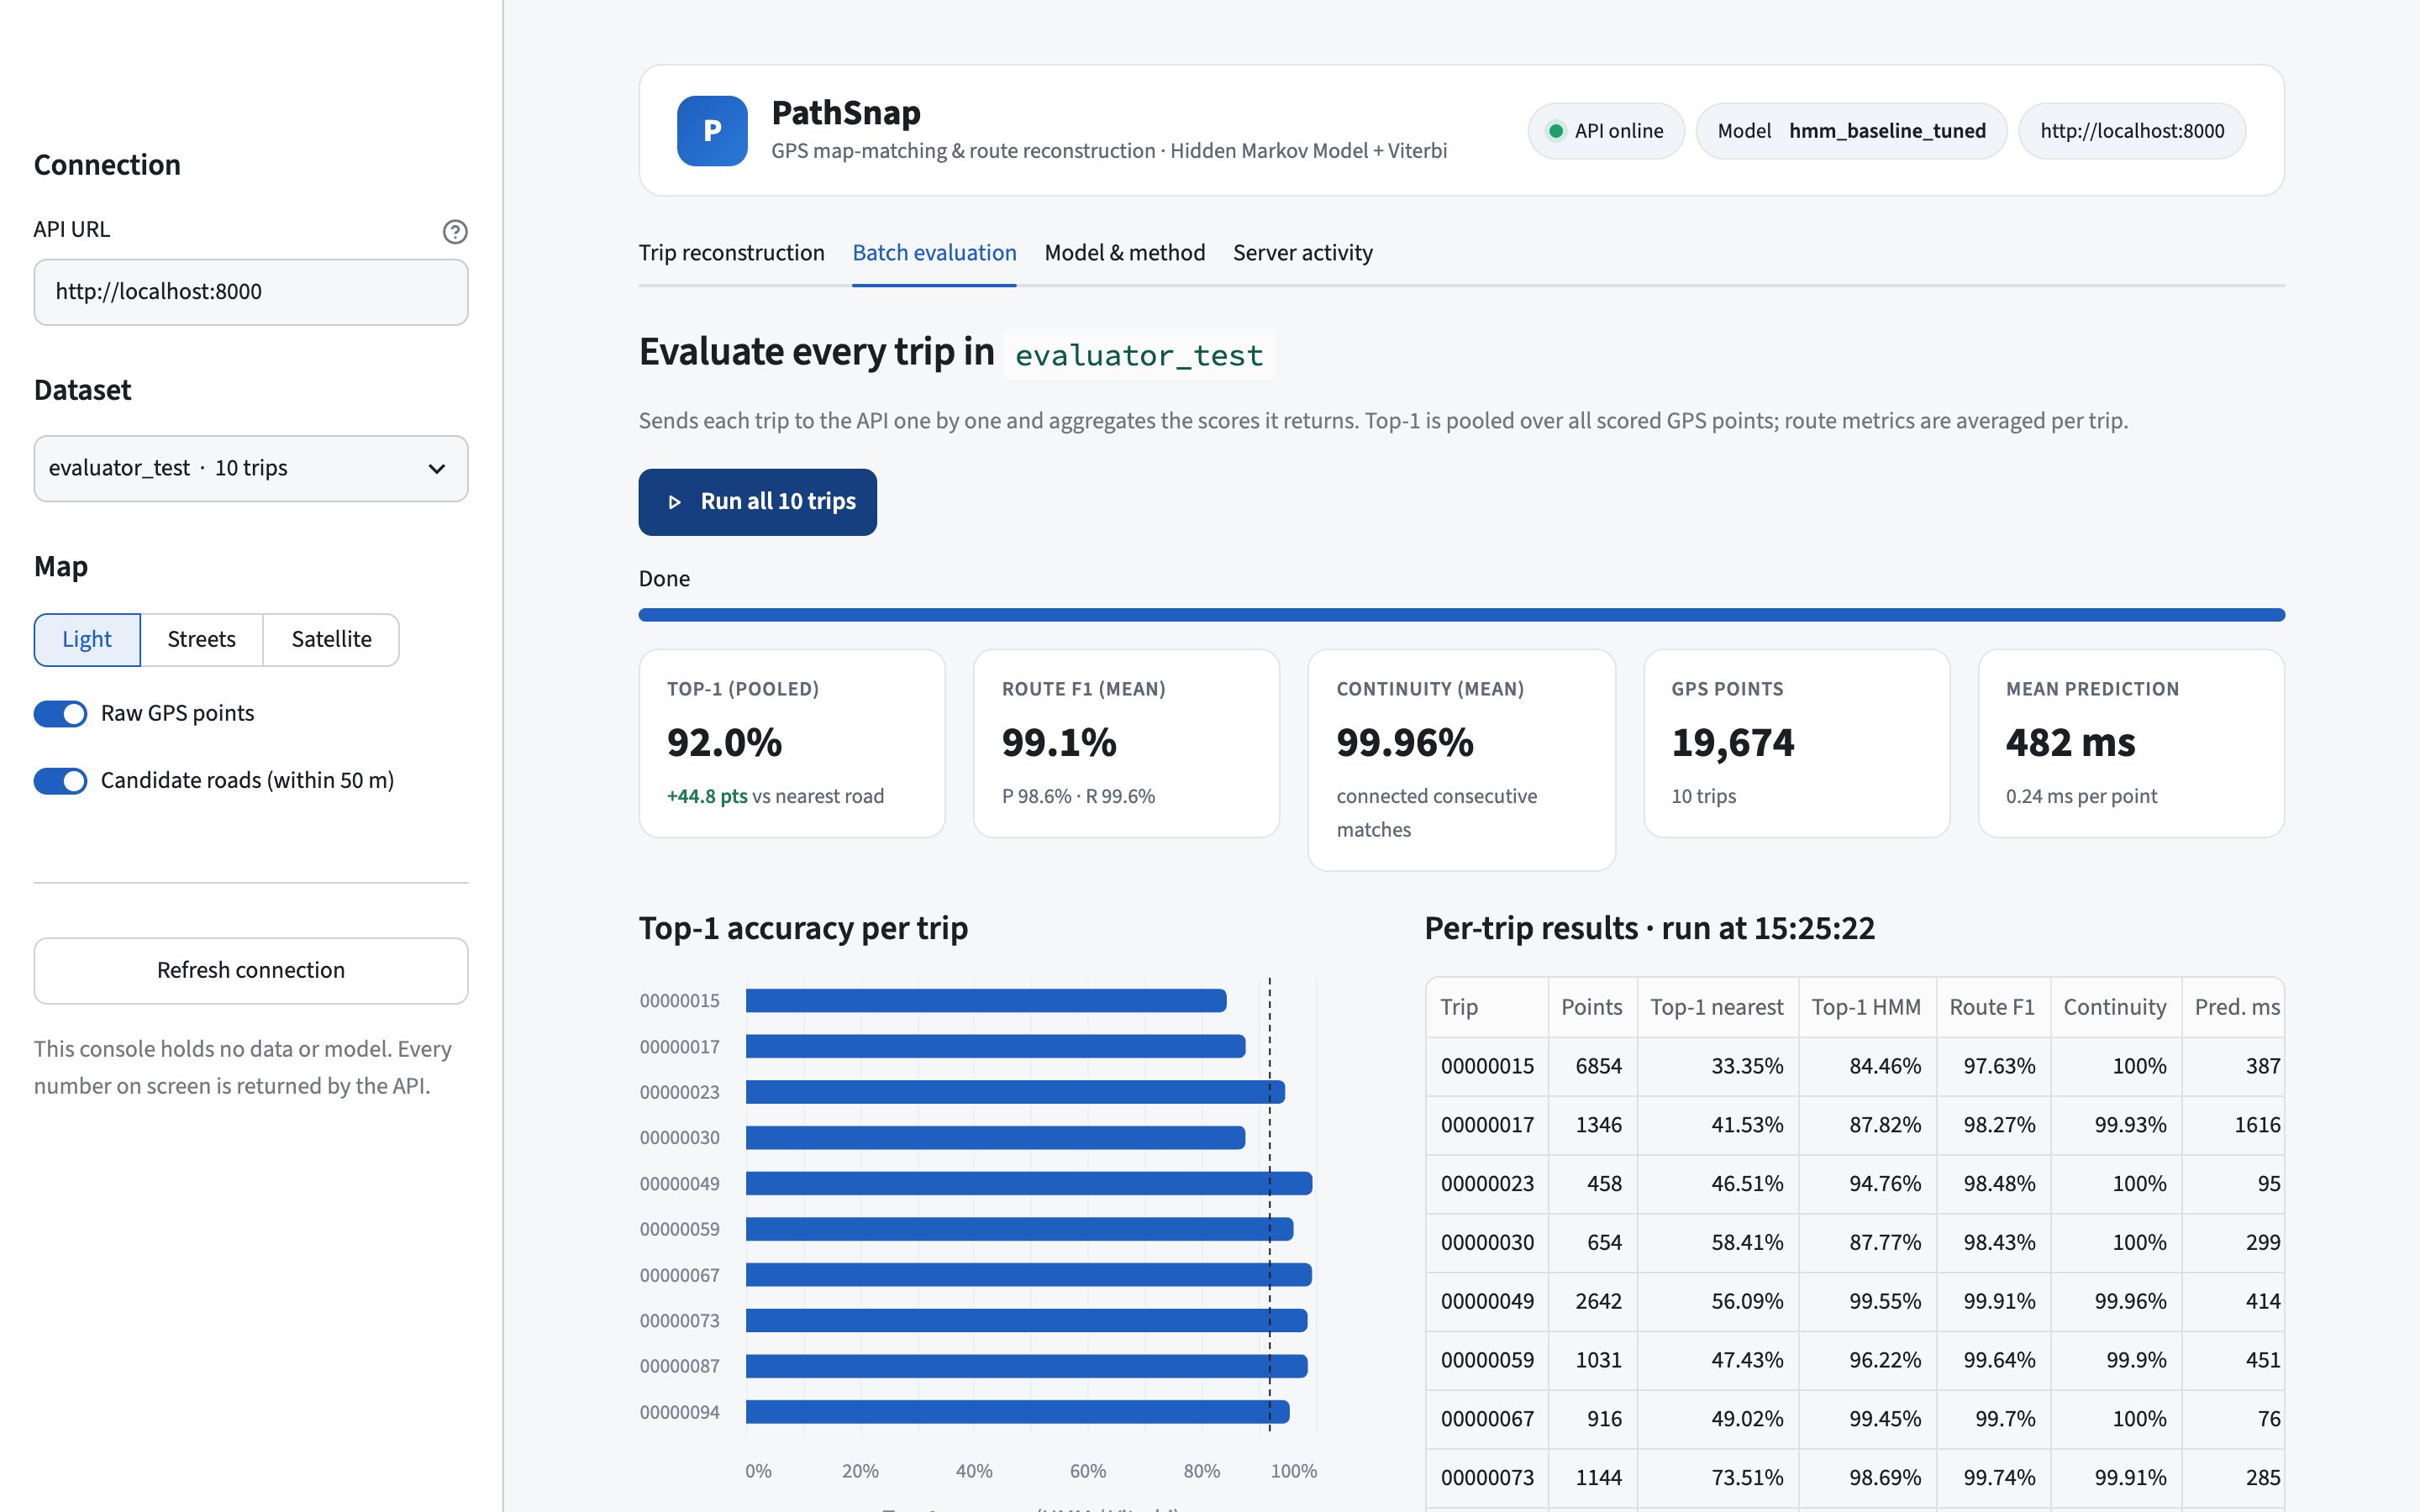 Connection
API URL
http://localhost:8000
Dataset
evaluator_test · 10 trips
Map
Light Streets Satellite
Raw GPS points
Candidate roads (within 50 m)
Refresh connection
This console holds no data or model. Every
number on screen is returned by the API.
P
PathSnap
GPS map-matching & route reconstruction · Hidden Markov Model + Viterbi
API online
Model hmm_baseline_tuned
http://localhost:8000
Trip reconstruction Batch evaluation Model & method Server activity
Evaluate every trip in evaluator_test
Sends each trip to the API one by one and aggregates the scores it returns. Top-1 is pooled over all scored GPS points; route metrics are averaged per trip.
Run all 10 trips
Done
TOP-1 (POOLED)
92.0%
+44.8 pts vs nearest road
ROUTE F1 (MEAN)
99.1%
P 98.6% · R 99.6%
CONTINUITY (MEAN)
99.96%
connected consecutive
matches
GPS POINTS
19,674
10 trips
MEAN PREDICTION
482 ms
0.24 ms per point
Top-1 accuracy per trip
00000015
00000017
00000023
00000030
00000049
00000059
00000067
00000073
00000087
00000094
0% 20% 40% 60% 80% 100%
Per-trip results · run at 15:25:22
Trip Points Top-1 nearest Top-1 HMM Route F1 Continuity Pred. ms
00000015 6854 33.35% 84.46% 97.63% 100% 387
00000017 1346 41.53% 87.82% 98.27% 99.93% 1616
00000023 458 46.51% 94.76% 98.48% 100% 95
00000030 654 58.41% 87.77% 98.43% 100% 299
00000049 2642 56.09% 99.55% 99.91% 99.96% 414
00000059 1031 47.43% 96.22% 99.64% 99.9% 451
00000067 916 49.02% 99.45% 99.7% 100% 76
00000073 1144 73.51% 98.69% 99.74% 99.91% 285